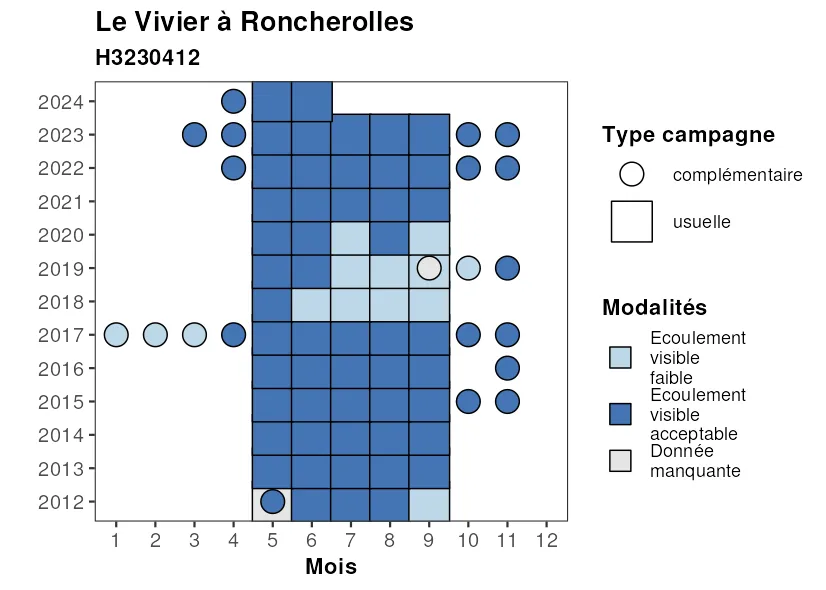 Le Vivier à Roncherolles
H3230412
2024
2023
2022
2021
2020
2019
2018
2017
2016
2015
2014
2013
2012
1 2 3 4 5 6 7 8 9 10 11 12
Mois
Type campagne
complémentaire
usuelle
Modalités
Ecoulement
visible
faible
Ecoulement
visible
acceptable
Donnée
manquante